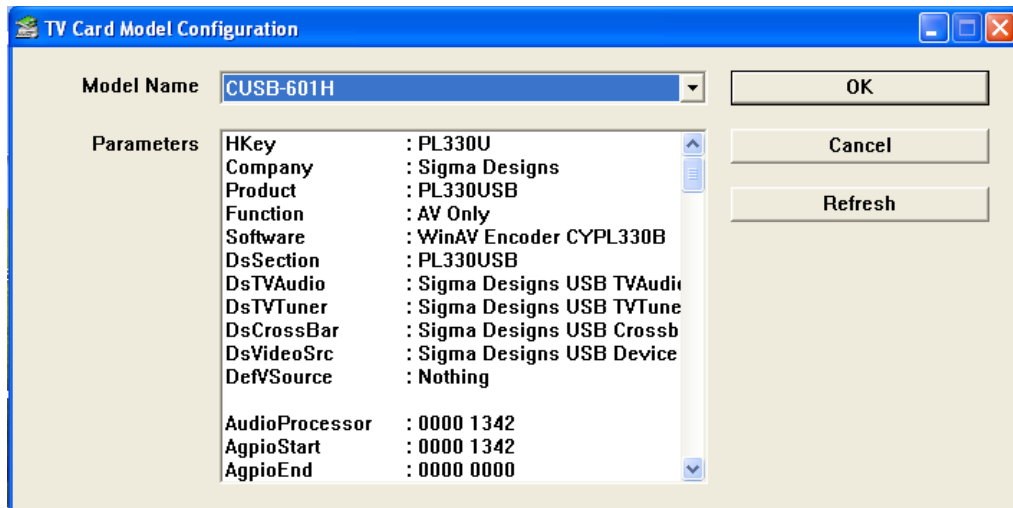 TV Card Model Configuration
Model Name CUSB-601H OK
Parameters HKey : PL330U Cancel
Company : Sigma Designs
Product : PL330USB Refresh
Function : AV Only
Software : WinAV Encoder CYPL330B
DsSection : PL330USB
DsTVAudio : Sigma Designs USB TVAudi
DsTVTuner : Sigma Designs USB TVTune
DsCrossBar : Sigma Designs USB Crossb
DsVideoSrc : Sigma Designs USB Device
DefVSource : Nothing
AudioProcessor : 0000 1342
AgpioStart : 0000 1342
AgpioEnd : 0000 0000